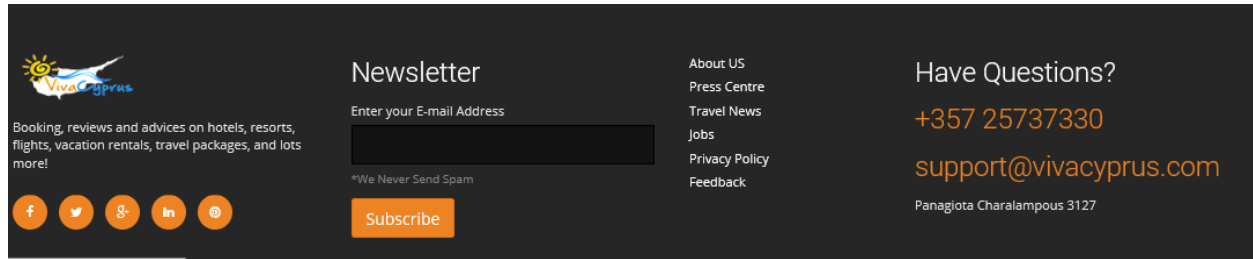 VivaCyprus
Booking, reviews and advices on hotels, resorts,
flights, vacation rentals, travel packages, and lots
more!
Newsletter
Enter your E-mail Address
*We Never Send Spam
Subscribe
About US
Press Centre
Travel News
Jobs
Privacy Policy
Feedback
Have Questions?
+357 25737330
support@vivacyprus.com
Panagiota Charalampous 3127